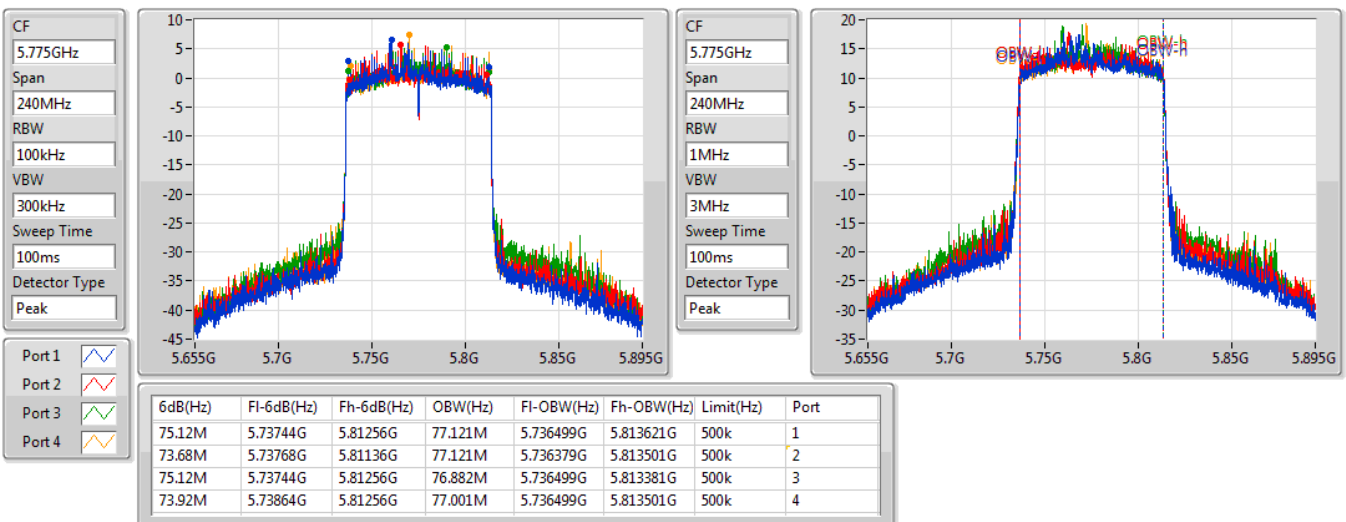 CF
5.775GHz
Span
240MHz
RBW
100kHz
VBW
300kHz
Sweep Time
100ms
Detector Type
Peak
10
5
0
-5
-10
-15
-20
-25
-30
-35
-40
-45
5.655G 5.7G 5.75G 5.8G 5.85G 5.895G
CF
5.775GHz
Span
240MHz
RBW
1MHz
VBW
3MHz
Sweep Time
100ms
Detector Type
Peak
20
15
10
5
0
-5
-10
-15
-20
-25
-30
-35
OBW-h
5.655G 5.7G 5.75G 5.8G 5.85G 5.895G
Port 1
Port 2
Port 3
Port 4
6dB(Hz) Fl-6dB(Hz) Fh-6dB(Hz) OBW(Hz) Fl-OBW(Hz) Fh-OBW(Hz) Limit(Hz) Port
75.12M 5.73744G 5.81256G 77.121M 5.736499G 5.813621G 500k 1
73.68M 5.73768G 5.81136G 77.121M 5.736379G 5.813501G 500k 2
75.12M 5.73744G 5.81256G 76.882M 5.736499G 5.813381G 500k 3
73.92M 5.73864G 5.81256G 77.001M 5.736499G 5.813501G 500k 4